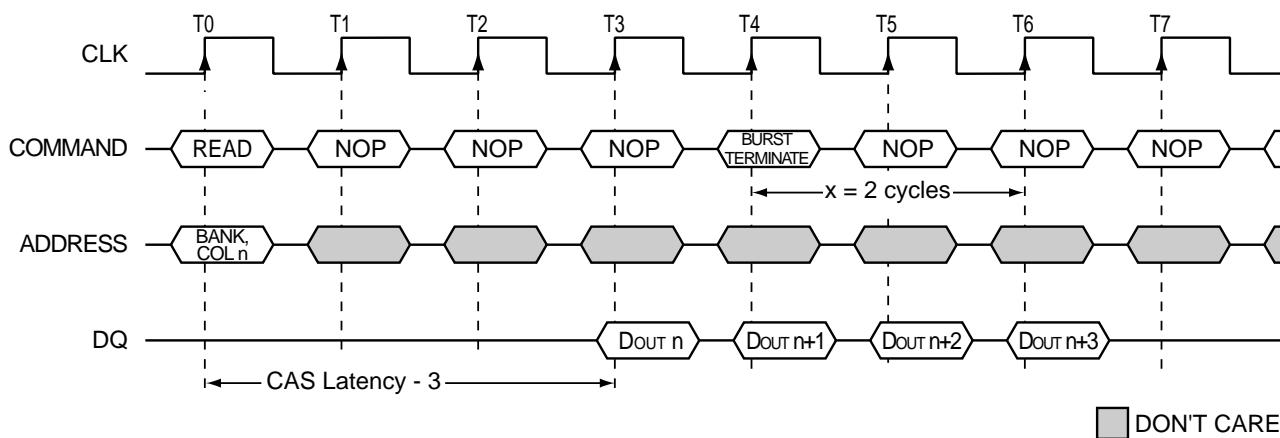 T0 T1 T2 T3 T4 T5 T6 T7
CLK
COMMAND READ NOP NOP NOP BURST TERMINATE NOP NOP NOP
x = 2 cycles
ADDRESS BANK, COL n
DQ DOUT n DOUT n+1 DOUT n+2 DOUT n+3
CAS Latency - 3
DON'T CARE